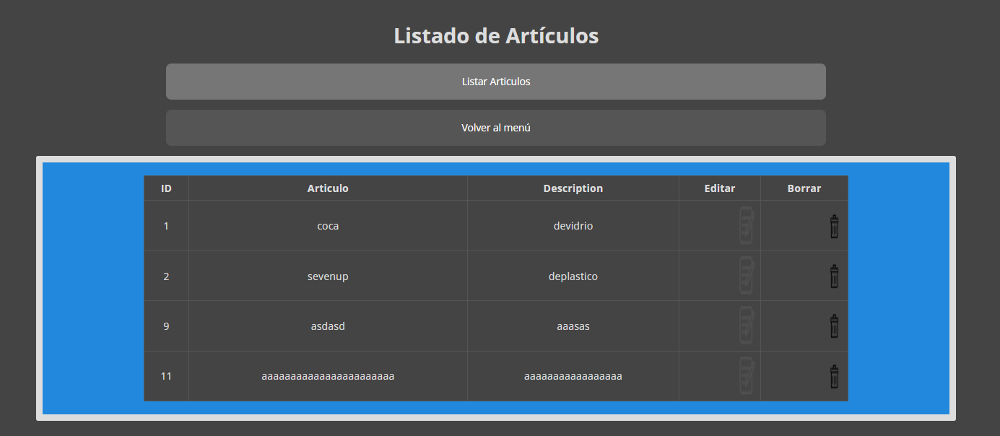 Listado de Artículos
Listar Articulos
Volver al menú
ID Articulo Description Editar Borrar
1 coca devidrio
2 sevenup deplastico
9 asdasd aaasas
11 aaaaaaaaaaaaaaaaaaaaaaa aaaaaaaaaaaaaaaaa